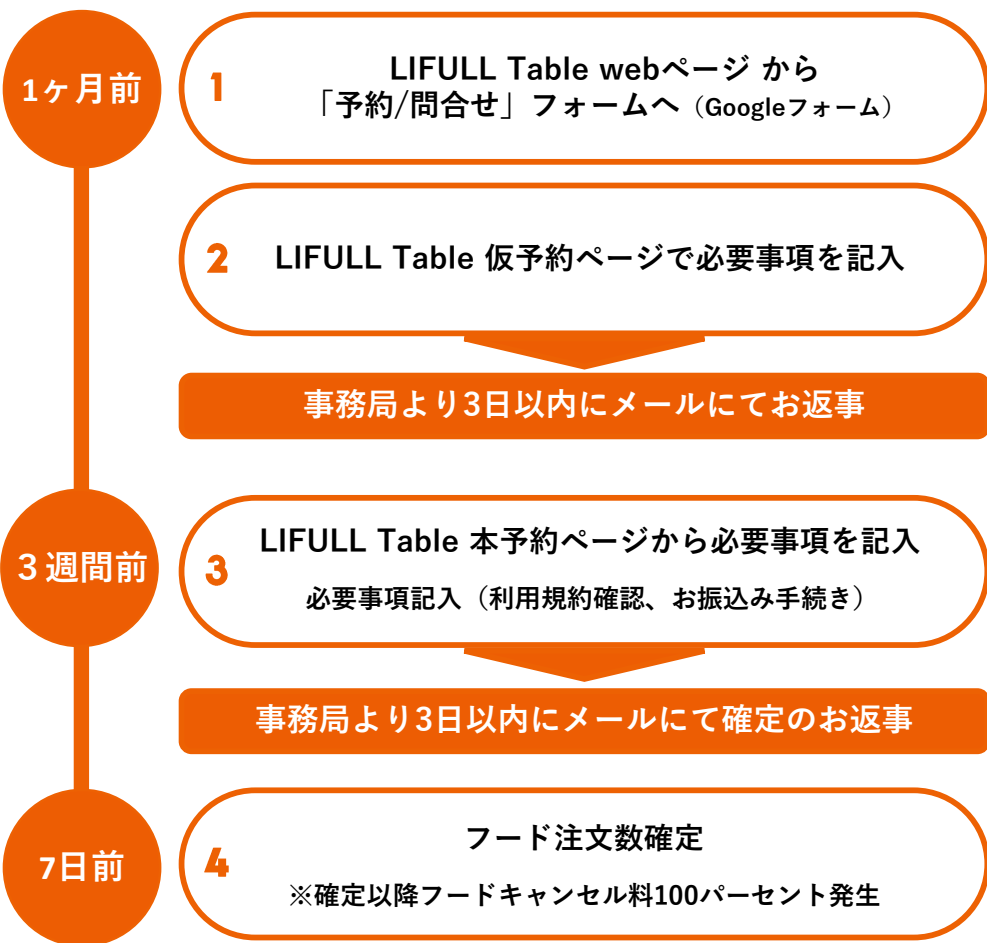 1ヶ月前
1
LIFULL Table webページ から
「予約/問合せ」フォームへ（Googleフォーム）
2
LIFULL Table 仮予約ページで必要事項を記入
事務局より3日以内にメールにてお返事
３週間前
3
LIFULL Table 本予約ページから必要事項を記入
必要事項記入（利用規約確認、お振込み手続き）
事務局より3日以内にメールにて確定のお返事
7日前
4
フード注文数確定
※確定以降フードキャンセル料100パーセント発生